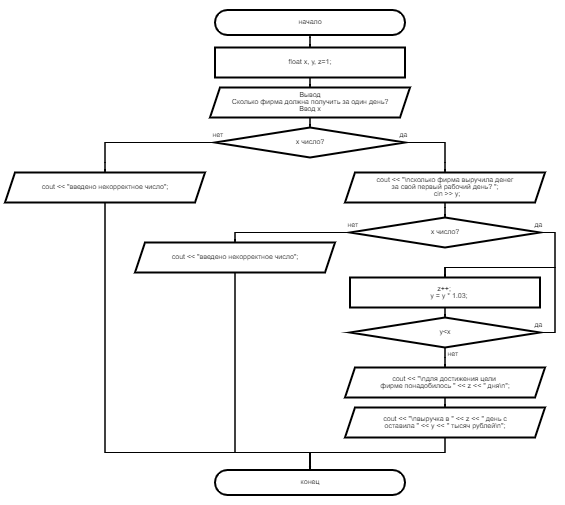 начало
float x, y, z=1;
Вывод
Сколько фирма должна получить за один день?
Ввод x
нет
x число?
да
cout << "введено некорректное число";
cout << "\nсколько фирма выручила денег
за свой первый рабочий день? ";
cin >> y;
нет
x число?
да
cout << "введено некорректное число";
z++;
y = y * 1.03;
y<x
да
нет
cout << "\nдля достижения цели
фирме понадобилось " << z << " дня\n";
cout << "\nвыручка в " << z << " день с
оставила " << y << " тысяч рублей\n";
конец